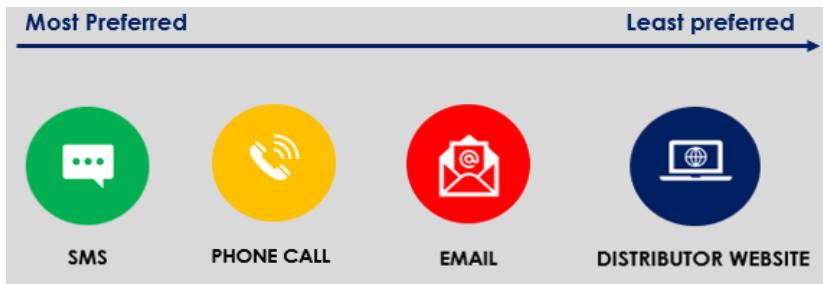 Most Preferred
Least preferred
@
SMS
PHONE CALL
EMAIL
DISTRIBUTOR WEBSITE